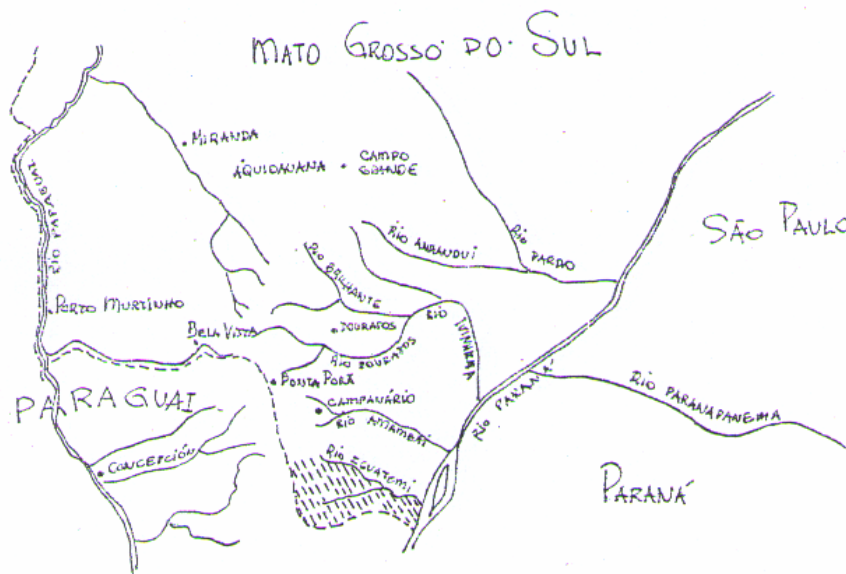 MATO GROSSO DO SUL
MIRANDA
AQUIDAUANA
CAMPO
GRANDE
RIO PARAGUAI
RIO ANHANDUÍ
RIO
PARDO
SÃO PAULO
RIO BRILHANTE
PORTO MURTINHO
BELA VISTA
DOURADOS
RIO
IVINHEMA
RIO DOURADOS
PONTA PORÃ
PARAGUAI
CAMPANÁRIO
RIO AMAMBAÍ
RIO PARANÁ
RIO PARANAPANEMA
CONCEPCIÓN
RIO IGUATEMI
PARANÁ